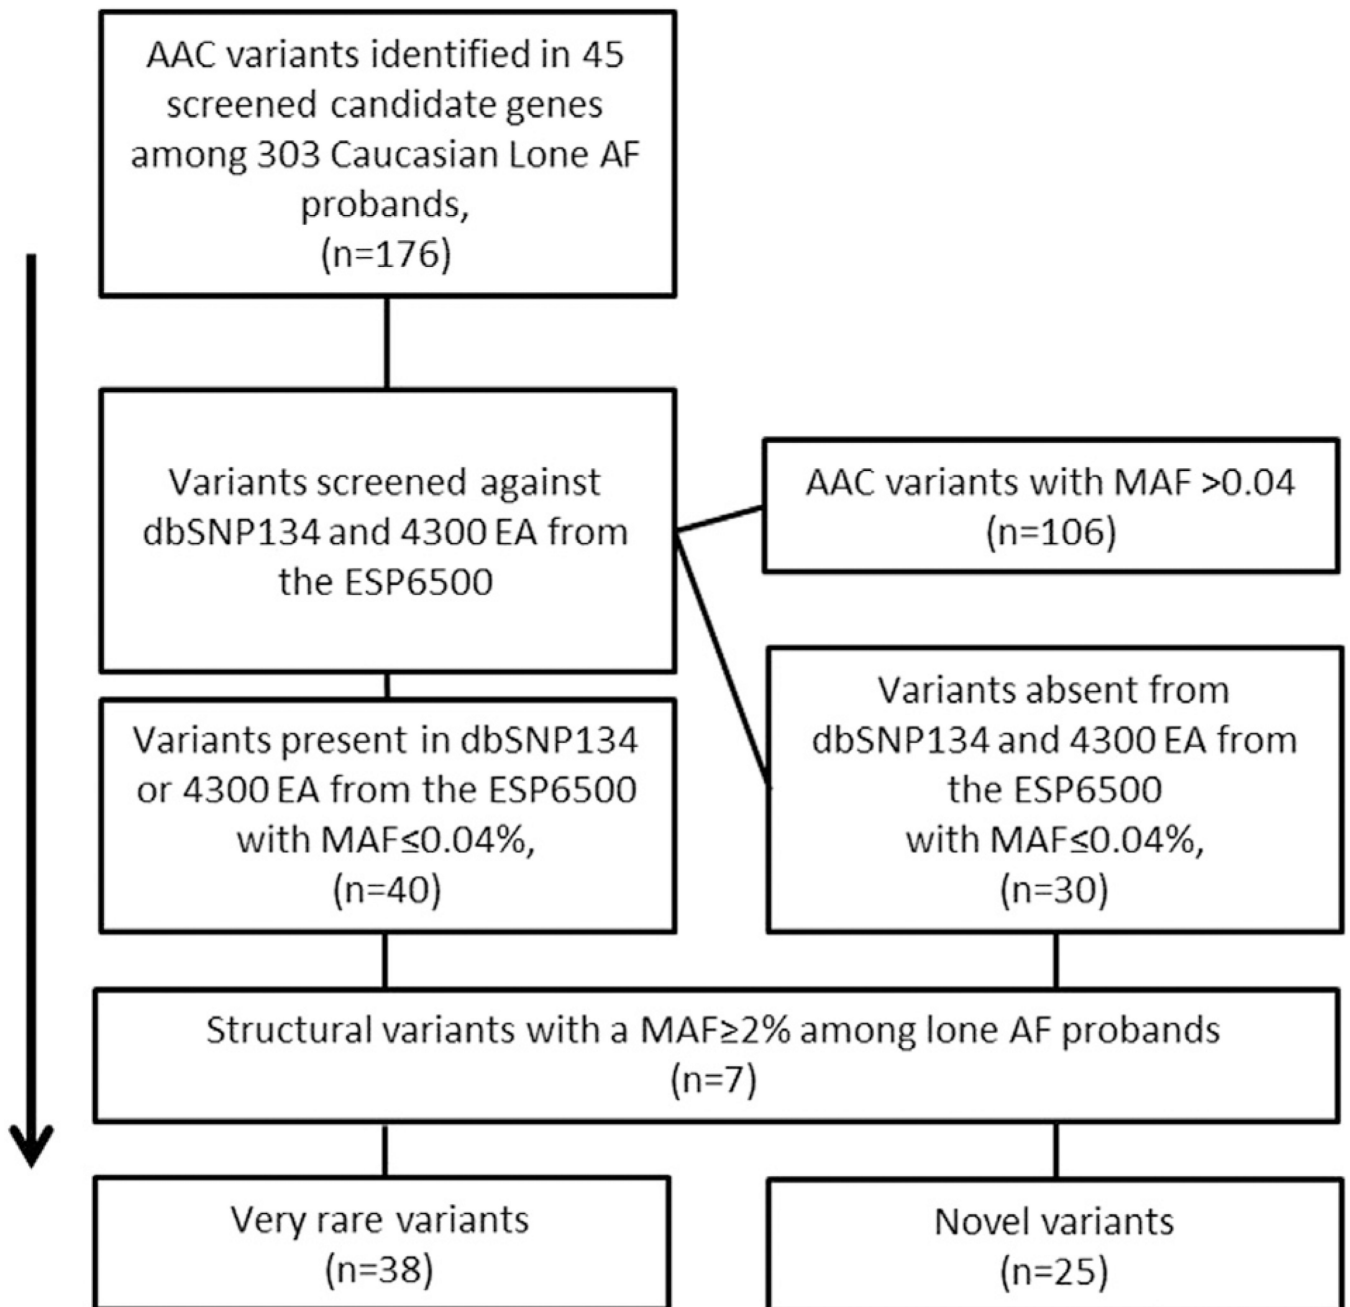 AAC variants identified in 45
screened candidate genes
among 303 Caucasian Lone AF
probands,
(n=176)
Variants screened against
dbSNP134 and 4300 EA from
the ESP6500
AAC variants with MAF >0.04
(n=106)
Variants present in dbSNP134
or 4300 EA from the ESP6500
with MAF≤0.04%,
(n=40)
Variants absent from
dbSNP134 and 4300 EA from
the ESP6500
with MAF≤0.04%,
(n=30)
Structural variants with a MAF≥2% among lone AF probands
(n=7)
Very rare variants
(n=38)
Novel variants
(n=25)